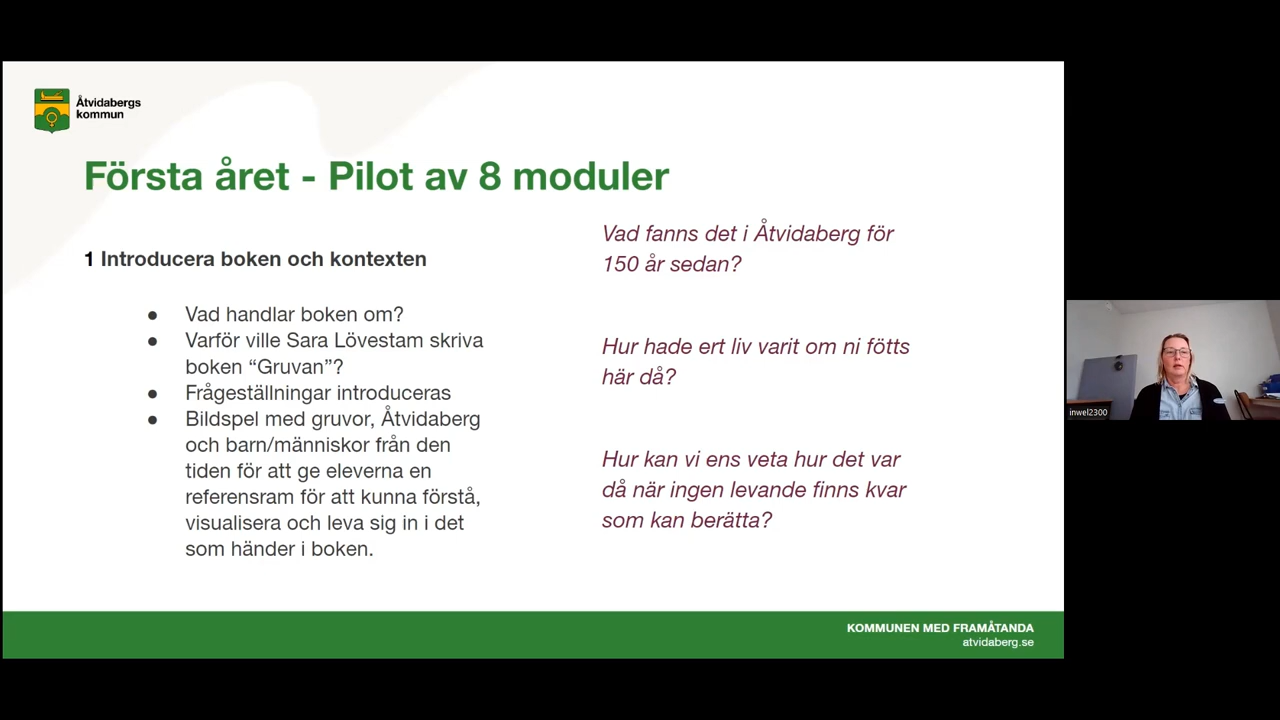 Åtvidabergs
kommun
Första året - Pilot av 8 moduler
1 Introducera boken och kontexten
● Vad handlar boken om?
● Varför ville Sara Lövestam skriva
boken “Gruvan”?
● Frågeställningar introduceras
● Bildspel med gruvor, Åtvidaberg
och barn/människor från den
tiden för att ge eleverna en
referensram för att kunna förstå,
visualisera och leva sig in i det
som händer i boken.
Vad fanns det i Åtvidaberg för
150 år sedan?
Hur hade ert liv varit om ni fötts
här då?
Hur kan vi ens veta hur det var
då när ingen levande finns kvar
som kan berätta?
inwel2300
KOMMUNEN MED FRAMÅTANDA
atvidaberg.se